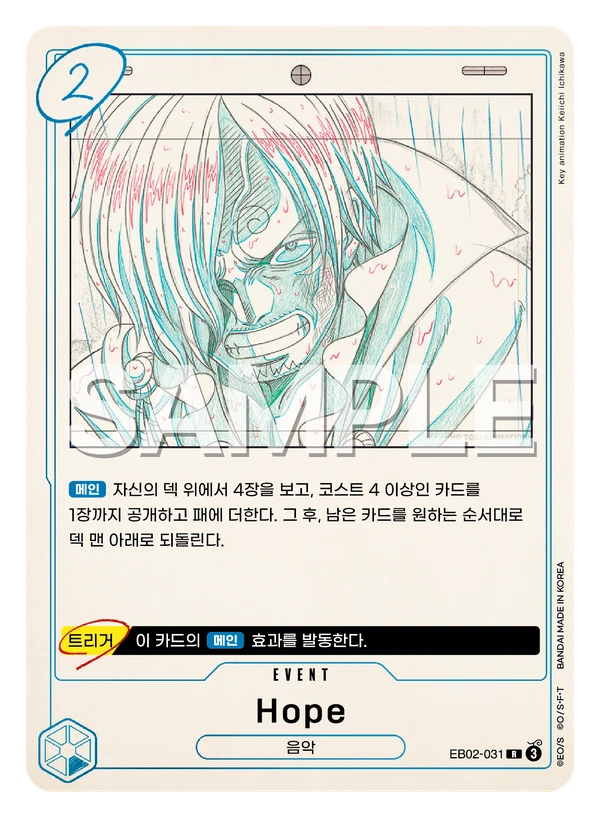 2
Key animation Keiichi Ichikawa
SAMPLE
메인 자신의 덱 위에서 4장을 보고, 코스트 4 이상인 카드를
1장까지 공개하고 패에 더한다. 그 후, 남은 카드를 원하는 순서대로
덱 맨 아래로 되돌린다.
트리거 이 카드의 메인 효과를 발동한다.
EVENT
Hope
음악
EB02-031 R 3
©EO/S ©O/S·F·T BANDAI MADE IN KOREA